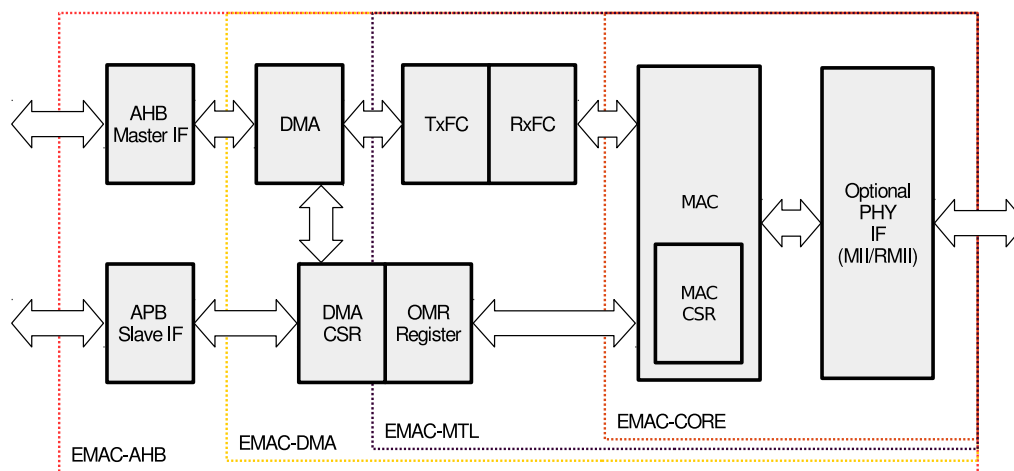 AHB
Master IF
DMA
TxFC
RxFC
MAC
Optional
PHY
IF
(MII/RMII)
APB
Slave IF
DMA
CSR
OMR
Register
MAC
CSR
EMAC-AHB
EMAC-DMA
EMAC-MTL
EMAC-CORE